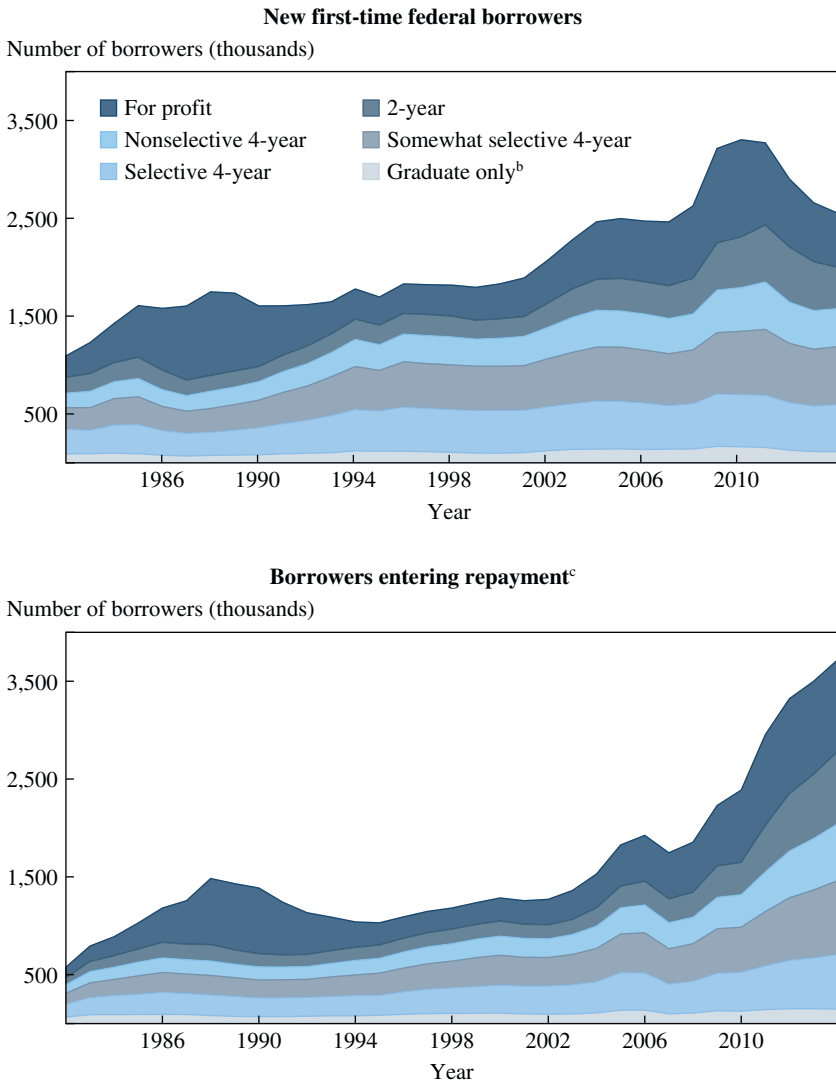 New first-time federal borrowers
Number of borrowers (thousands)
For profit
2-year
Nonselective 4-year
Somewhat selective 4-year
Selective 4-year
Graduate onlyᵇ
3,500
2,500
1,500
500
1986 1990 1994 1998 2002 2006 2010
Year
Borrowers entering repaymentᶜ
Number of borrowers (thousands)
3,500
2,500
1,500
500
1986 1990 1994 1998 2002 2006 2010
Year